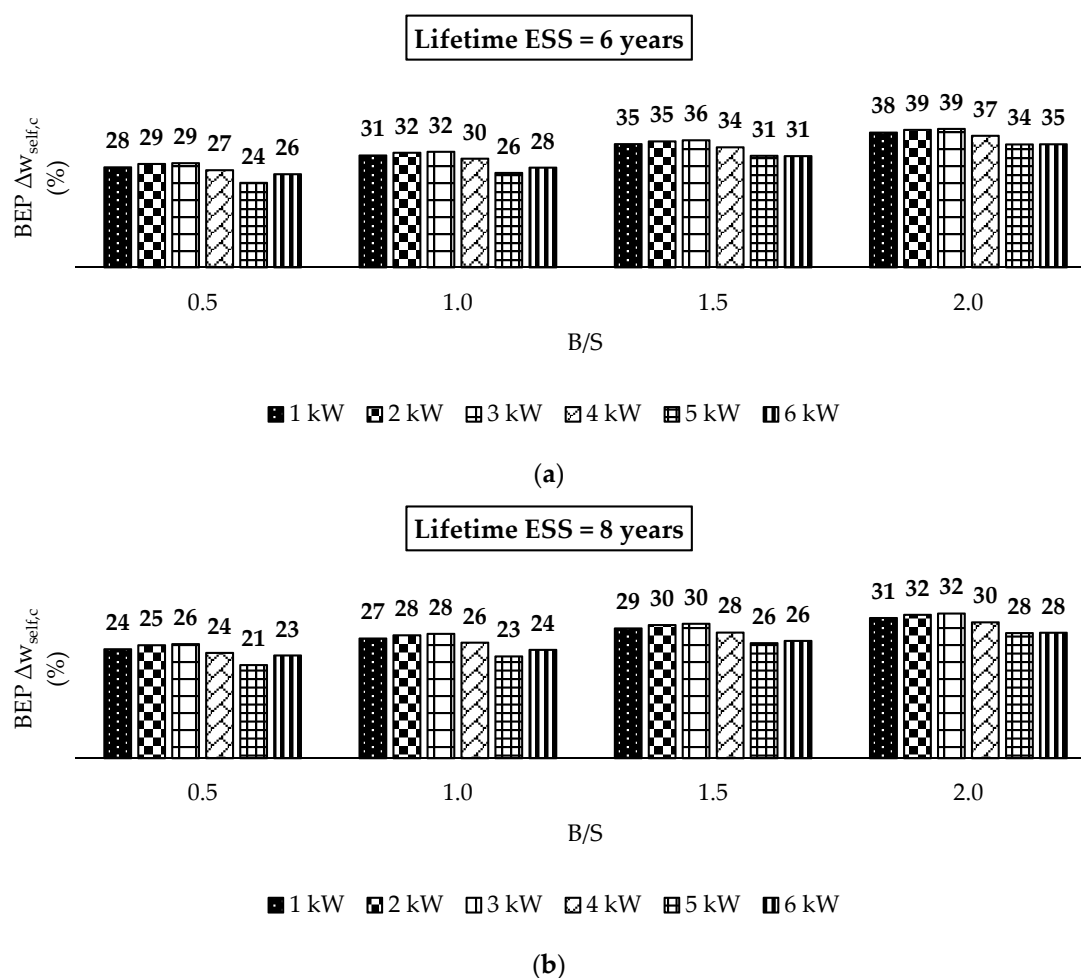 Lifetime ESS = 6 years
BEP Δw_self,c
(%)
28 29 29 27 24 26 31 32 32 30 26 28 35 35 36 34 31 31 38 39 39 37 34 35
0.5 1.0 1.5 2.0
B/S
1 kW 2 kW 3 kW 4 kW 5 kW 6 kW
(a)
Lifetime ESS = 8 years
BEP Δw_self,c
(%)
24 25 26 24 21 23 27 28 28 26 23 24 29 30 30 28 26 26 31 32 32 30 28 28
0.5 1.0 1.5 2.0
B/S
1 kW 2 kW 3 kW 4 kW 5 kW 6 kW
(b)